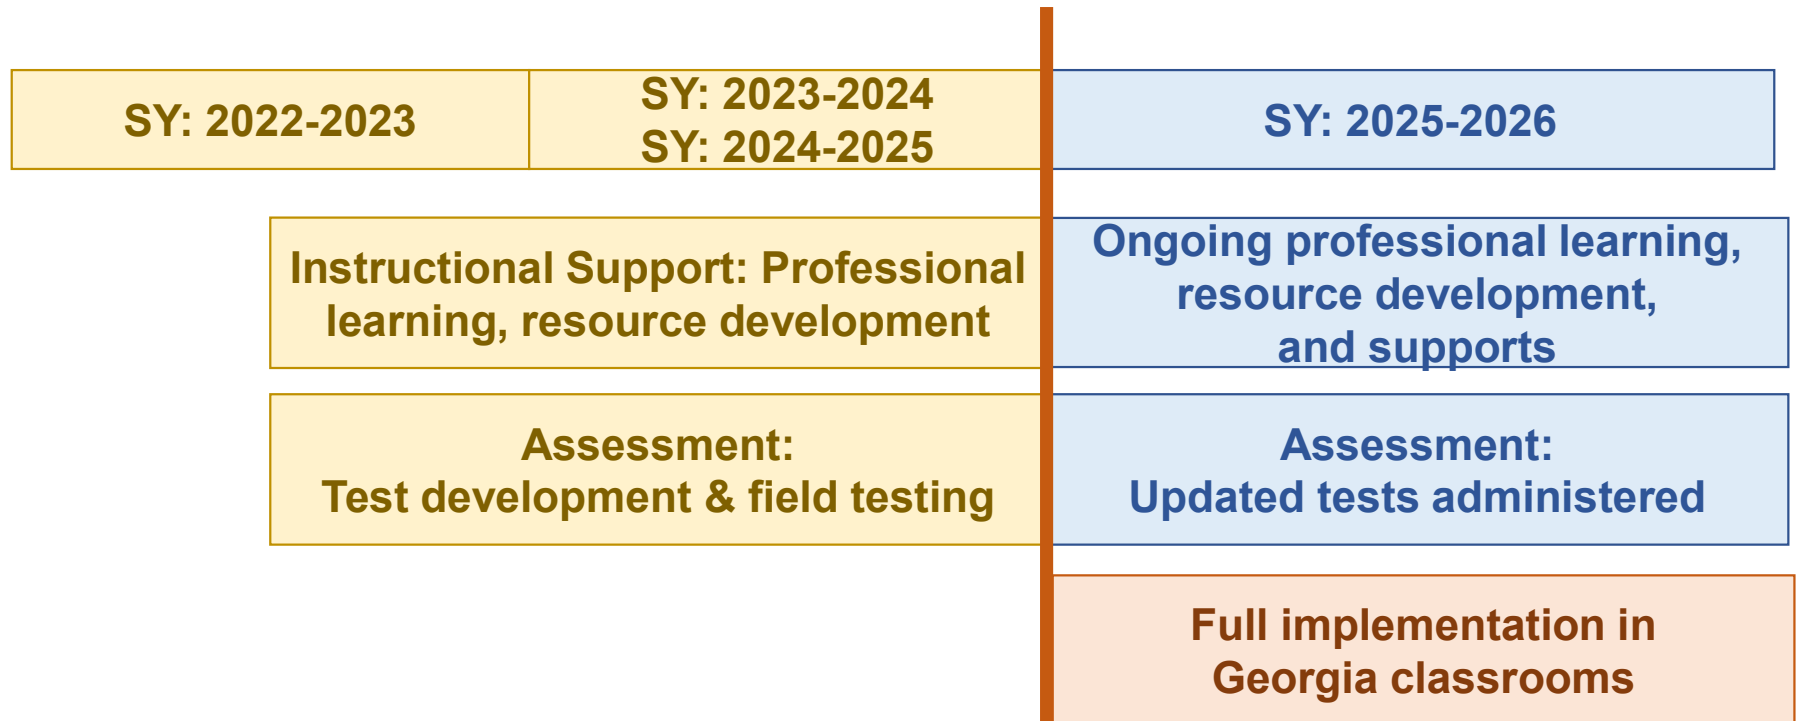 SY: 2022-2023
SY: 2023-2024
SY: 2024-2025
SY: 2025-2026
Instructional Support: Professional
learning, resource development
Ongoing professional learning,
resource development,
and supports
Assessment:
Test development & field testing
Assessment:
Updated tests administered
Full implementation in
Georgia classrooms